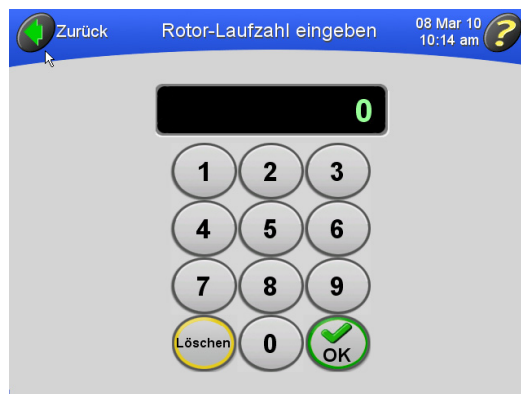 Zurück
Rotor-Laufzahl eingeben
08 Mar 10
10:14 am
?
0
1 2 3
4 5 6
7 8 9
Löschen 0 OK